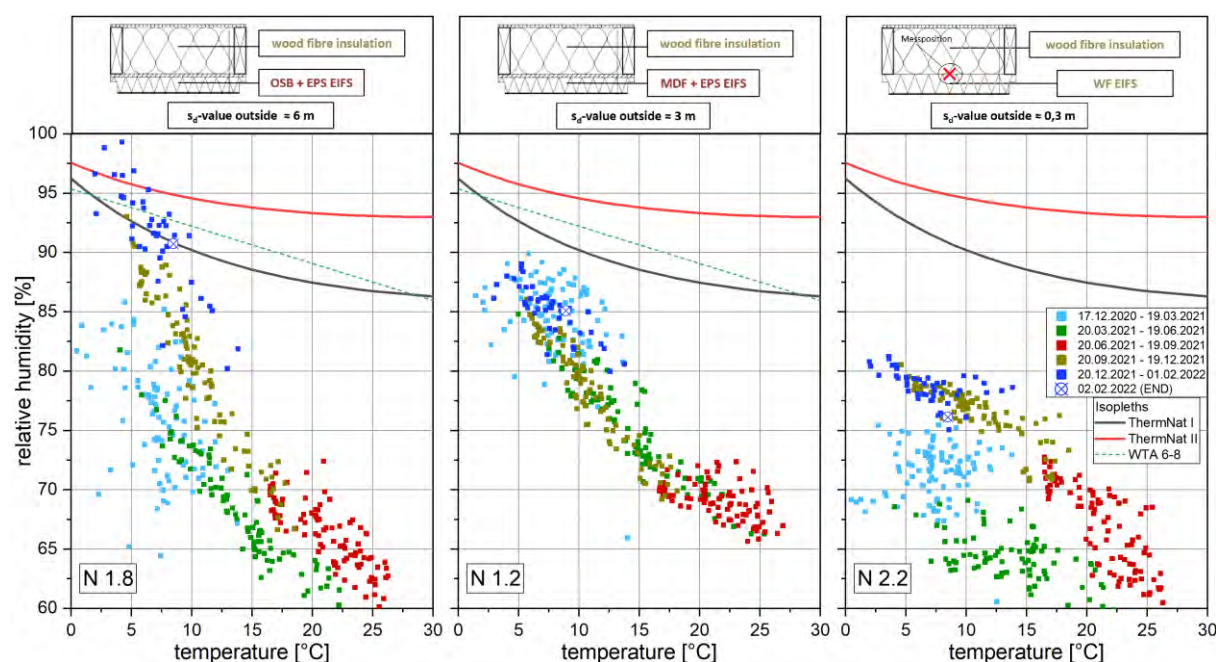 wood fibre insulation
OSB + EPS EIFS
s_d-value outside ≈ 6 m
wood fibre insulation
MDF + EPS EIFS
s_d-value outside ≈ 3 m
Messposition
wood fibre insulation
WF EIFS
s_d-value outside ≈ 0,3 m
relative humidity [%]
100
95
90
85
80
75
70
65
60
N 1.8
0 5 10 15 20 25 30
temperature [°C]
N 1.2
0 5 10 15 20 25 30
temperature [°C]
17.12.2020 - 19.03.2021
20.03.2021 - 19.06.2021
20.06.2021 - 19.09.2021
20.09.2021 - 19.12.2021
20.12.2021 - 01.02.2022
02.02.2022 (END)
Isopleths
ThermNat I
ThermNat II
WTA 6-8
N 2.2
0 5 10 15 20 25 30
temperature [°C]